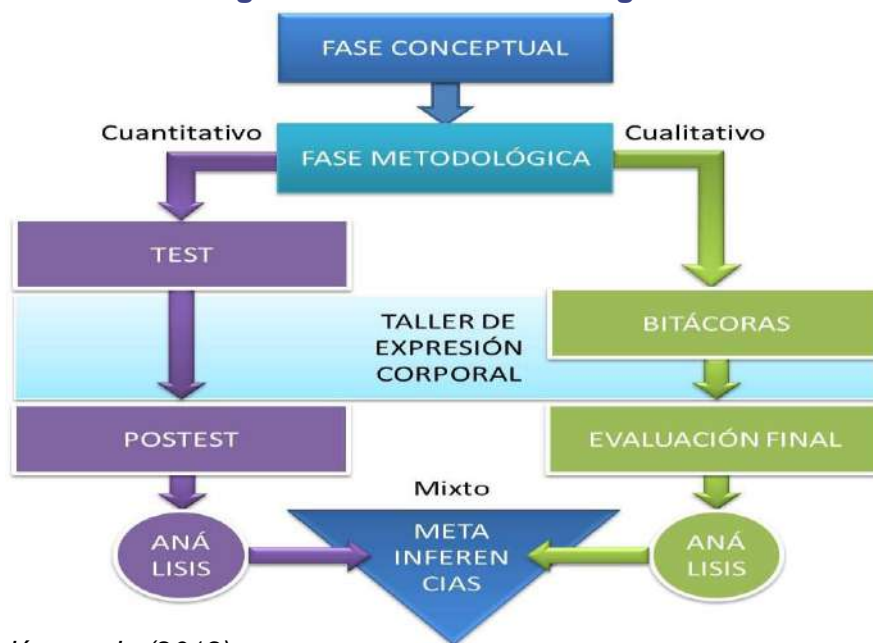 FASE CONCEPTUAL
Cuantitativo
Cualitativo
FASE METODOLÓGICA
TEST
TALLER DE
EXPRESIÓN
CORPORAL
BITÁCORAS
POSTEST
EVALUACIÓN FINAL
Mixto
ANÁ
LISIS
META
INFEREN
CIAS
ANÁ
LISIS